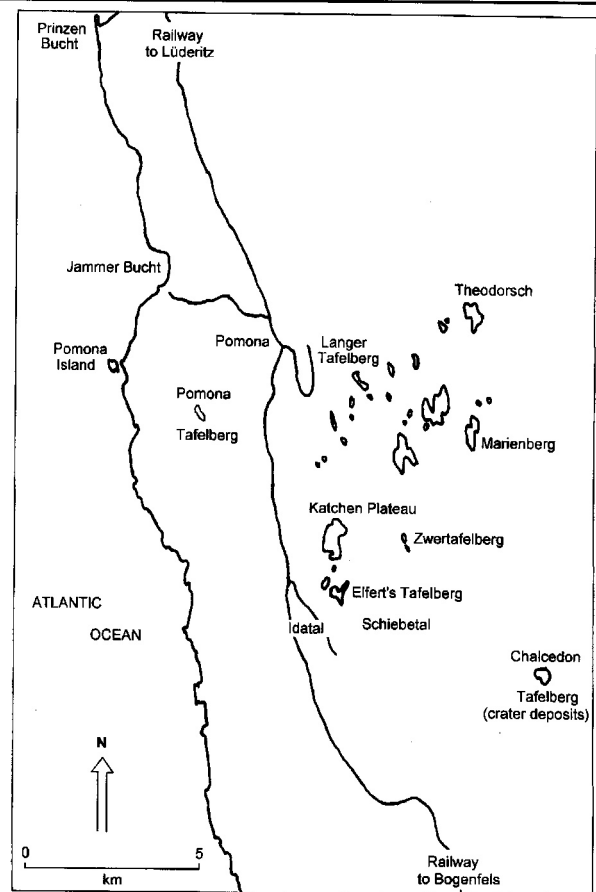 Prinzen
Bucht
Railway
to Lüderitz
Jammer Bucht
Theodorsch
Pomona
Island
Pomona
Langer
Tafelberg
Pomona
Tafelberg
Marienberg
Katchen Plateau
Zwertafelberg
Elfert's Tafelberg
ATLANTIC
OCEAN
Idatal
Schiebetal
Chalcedon
Tafelberg
(crater deposits)
N
0 5
km
Railway
to Bogenfels